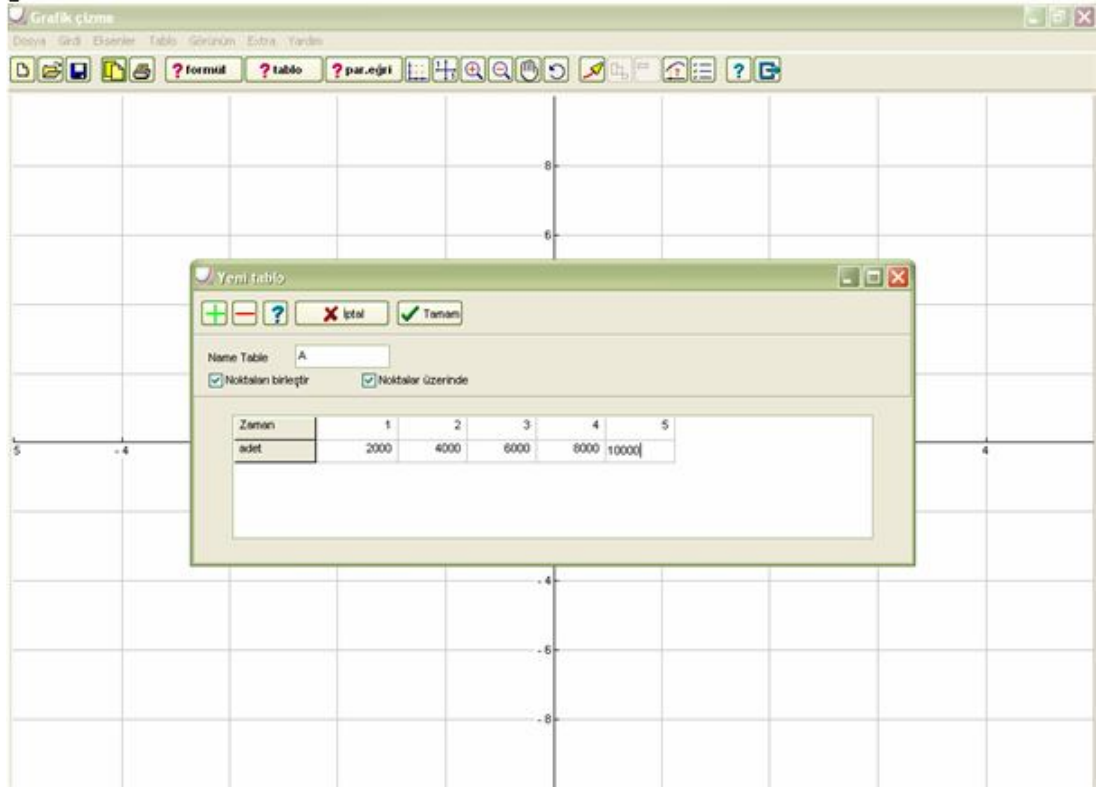 Grafik çizme
Dosya Girdi Eksenler Tablo Görünüm Extra Yardım
? formül ? tablo ? par.eğri ?
8
6
Yeni tablo
? İptal Tamam
Name Table A
Noktaları birleştir Noktalar üzerinde
Zaman 1 2 3 4 5
adet 2000 4000 6000 8000 10000
5 - 4 4
- 4
- 6
- 8